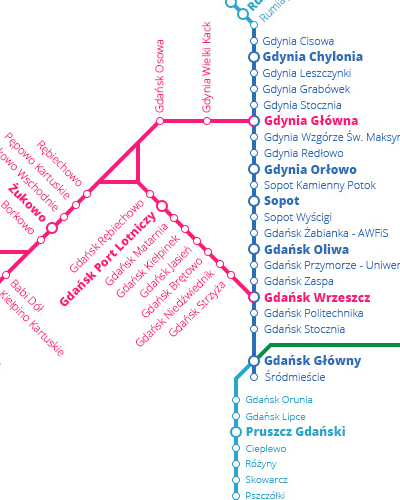 Ru
Rumia
Gdańsk Osowa
Gdynia Wielki Kack
Gdynia Cisowa
Gdynia Chylonia
Gdynia Leszczynki
Gdynia Grabówek
Gdynia Stocznia
Gdynia Główna
Gdynia Wzgórze Św. Maksym
Gdynia Redłowo
Gdynia Orłowo
Sopot Kamienny Potok
Sopot
Sopot Wyścigi
Gdańsk Żabianka - AWFiS
Gdańsk Oliwa
Gdańsk Przymorze - Uniwer
Gdańsk Zaspa
Gdańsk Wrzeszcz
Gdańsk Politechnika
Gdańsk Stocznia
Gdańsk Główny
Śródmieście
Gdańsk Orunia
Gdańsk Lipce
Pruszcz Gdański
Cieplewo
Różyny
Skowarcz
Pszczółki
Rębiechowo
Pępowo Kartuskie
kowo Wschodnie
Żukowo
Borkowo
Babi Dół
Kiełpino Kartuskie
Gdańsk Rębiechowo
Gdańsk Port Lotniczy
Gdańsk Matarnia
Gdańsk Kiełpinek
Gdańsk Jasień
Gdańsk Brętowo
Gdańsk Niedźwiednik
Gdańsk Strzyża